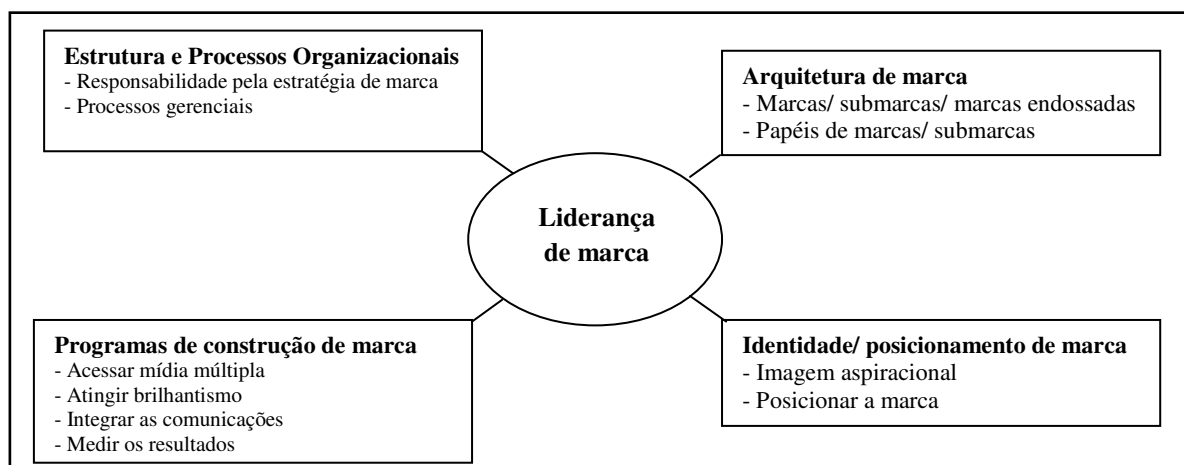 Estrutura e Processos Organizacionais
- Responsabilidade pela estratégia de marca
- Processos gerenciais
Arquitetura de marca
- Marcas/ submarcas/ marcas endossadas
- Papéis de marcas/ submarcas
Liderança
de marca
Programas de construção de marca
- Acessar mídia múltipla
- Atingir brilhantismo
- Integrar as comunicações
- Medir os resultados
Identidade/ posicionamento de marca
- Imagem aspiracional
- Posicionar a marca